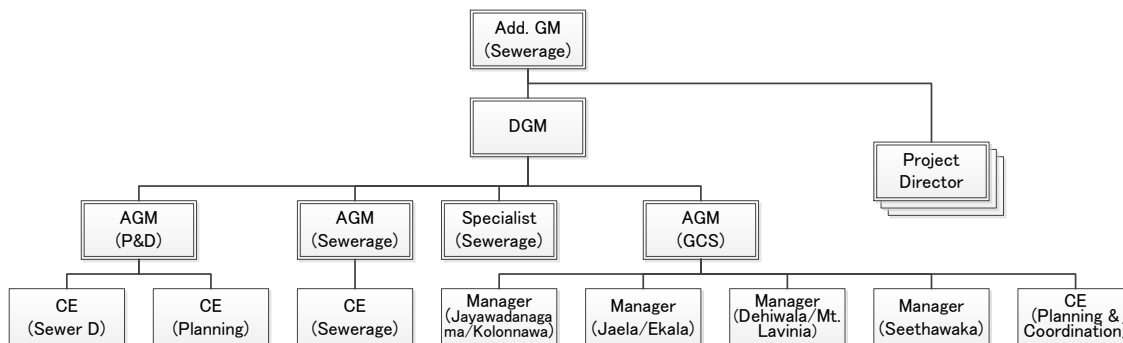 Add. GM
(Sewerage)
DGM
Project
Director
AGM
(P&D)
AGM
(Sewerage)
Specialist
(Sewerage)
AGM
(GCS)
CE
(Sewer D)
CE
(Planning)
CE
(Sewerage)
Manager
(Jayawadanaga
ma/Kolonnawa)
Manager
(Jaela/Ekala)
Manager
(Dehiwala/Mt.
Lavinia)
Manager
(Seethawaka)
CE
(Planning &
Coordination)